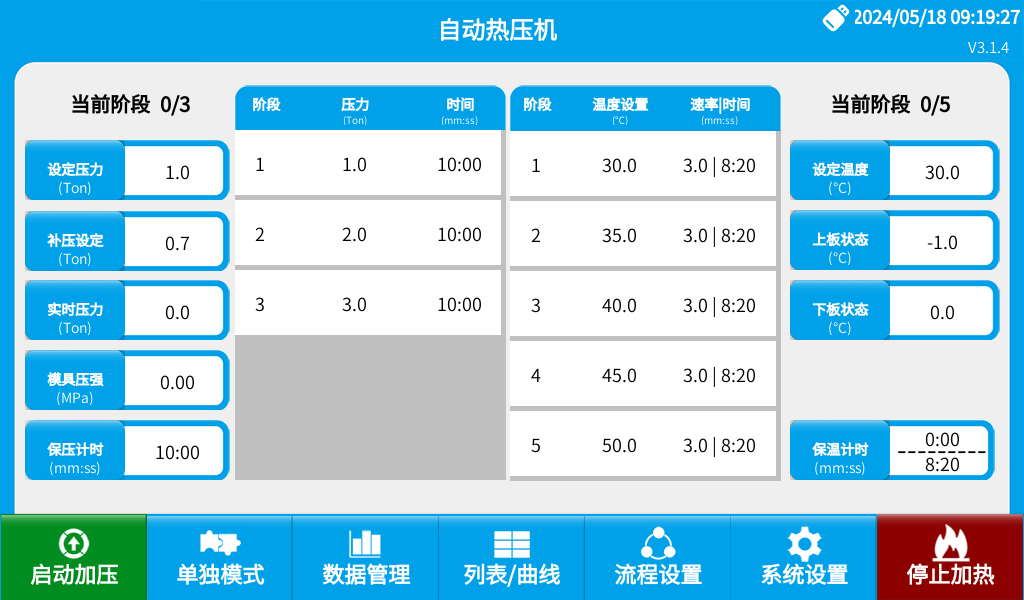 自动热压机
2024/05/18 09:19:27
V3.1.4
当前阶段 0/3
设定压力
(Ton)
1.0
补压设定
(Ton)
0.7
实时压力
(Ton)
0.0
模具压强
(MPa)
0.00
保压计时
(mm:ss)
10:00
阶段 压力 时间
(Ton) (mm:ss)
1 1.0 10:00
2 2.0 10:00
3 3.0 10:00
阶段 温度设置 速率|时间
(℃) (mm:ss)
1 30.0 3.0 | 8:20
2 35.0 3.0 | 8:20
3 40.0 3.0 | 8:20
4 45.0 3.0 | 8:20
5 50.0 3.0 | 8:20
当前阶段 0/5
设定温度
(℃)
30.0
上板状态
(℃)
-1.0
下板状态
(℃)
0.0
保温计时
(mm:ss)
0:00
8:20
启动加压 单独模式 数据管理 列表/曲线 流程设置 系统设置 停止加热